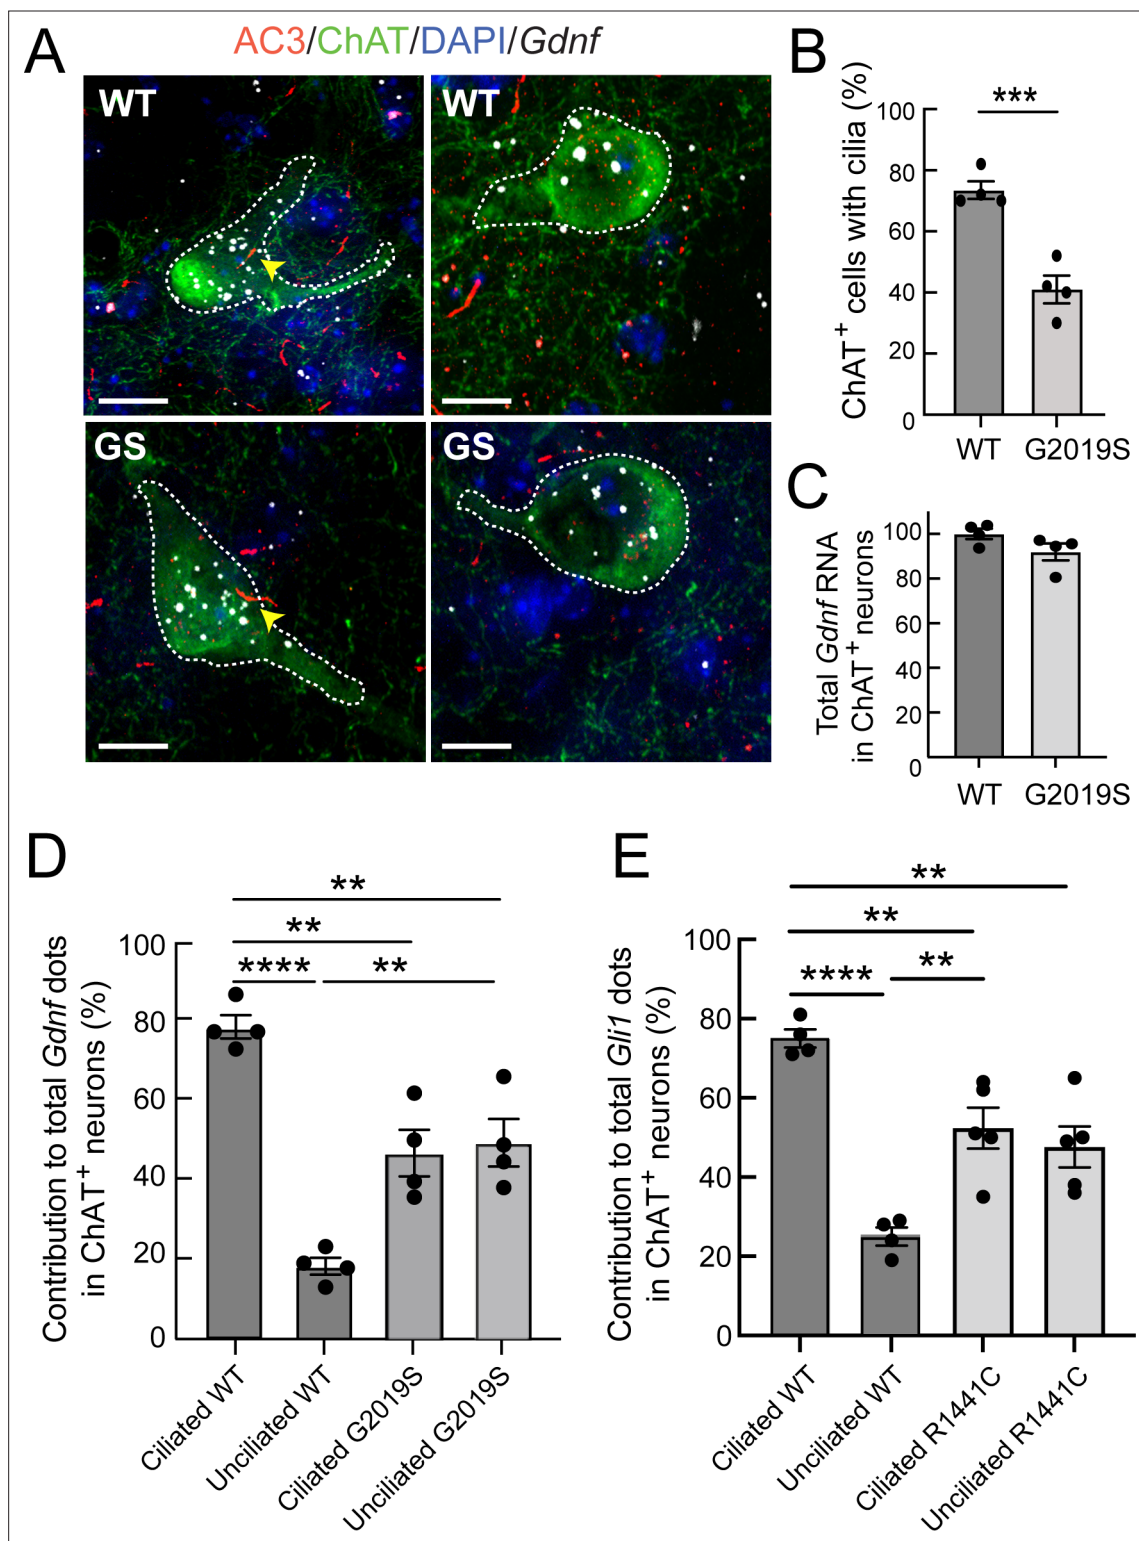 A
AC3/ChAT/DAPI/Gdnf
WT
WT
GS
GS
B
ChAT+ cells with cilia (%)
***
100
80
60
40
20
0
WT
G2019S
C
Total Gdnf RNA
in ChAT+ neurons
100
80
100
60
40
20
0
WT
G2019S
D
Contribution to total Gdnf dots
in ChAT+ neurons (%)
**
**
****
**
100
80
60
40
20
0
Ciliated WT
Unciliated WT
Ciliated G2019S
Unciliated G2019S
E
Contribution to total Gli1 dots
in ChAT+ neurons (%)
**
**
****
**
100
80
60
40
20
0
Ciliated WT
Unciliated WT
Ciliated R1441C
Unciliated R1441C